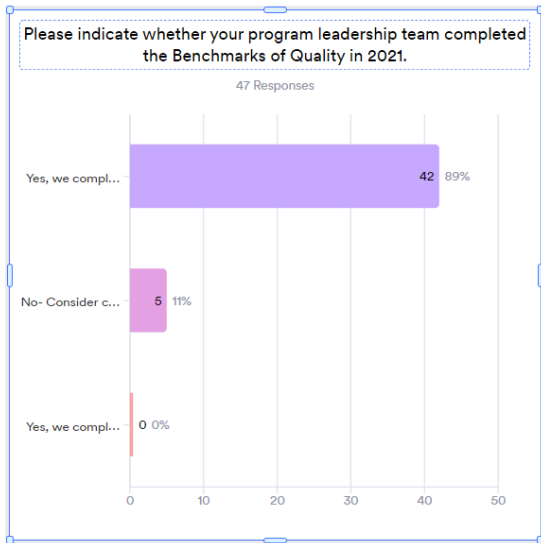 Please indicate whether your program leadership team completed
the Benchmarks of Quality in 2021.
47 Responses
Yes, we compl...
42 89%
No- Consider c...
5 11%
Yes, we compl...
0 0%
0 10 20 30 40 50